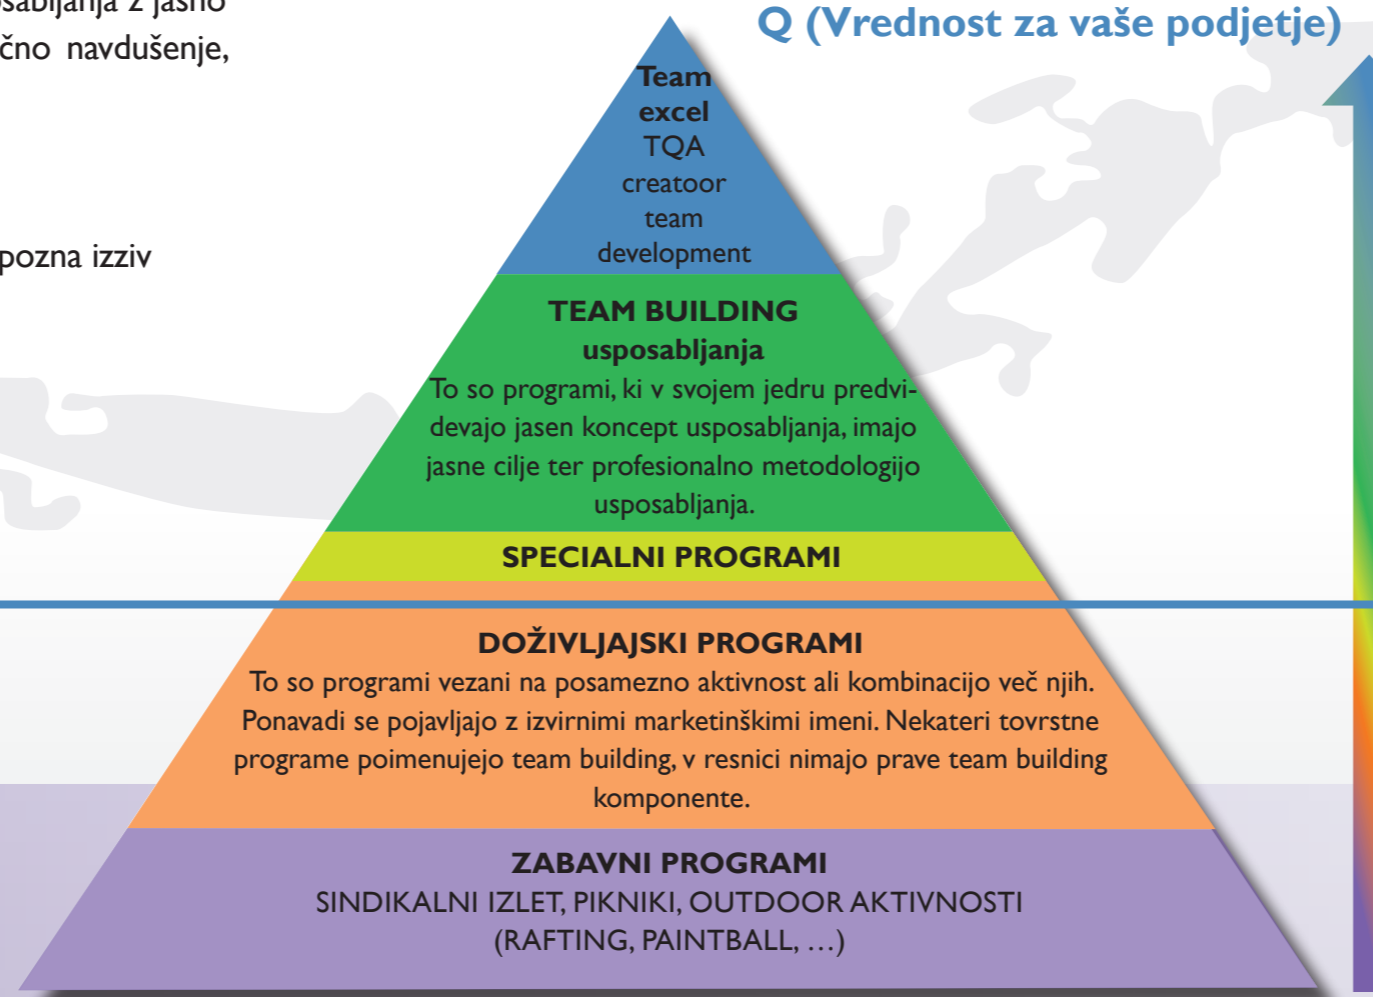 sabljanja z jasno
čno navdušenje,
pozna izziv
Q (Vrednost za vaše podjetje)
Team
excel
TQA
creatoor
team
development
TEAM BUILDING
usposabljanja
To so programi, ki v svojem jedru predvi-
devajo jasen koncept usposabljanja, imajo
jasne cilje ter profesionalno metodologijo
usposabljanja.
SPECIALNI PROGRAMI
DOŽIVLJAJSKI PROGRAMI
To so programi vezani na posamezno aktivnost ali kombinacijo več njih.
Ponavadi se pojavljajo z izvirnimi marketinškimi imeni. Nekateri tovrstne
programe poimenujejo team building, v resnici nimajo prave team building
komponente.
ZABAVNI PROGRAMI
SINDIKALNI IZLET, PIKNIKI, OUTDOOR AKTIVNOSTI
(RAFTING, PAINTBALL, …)